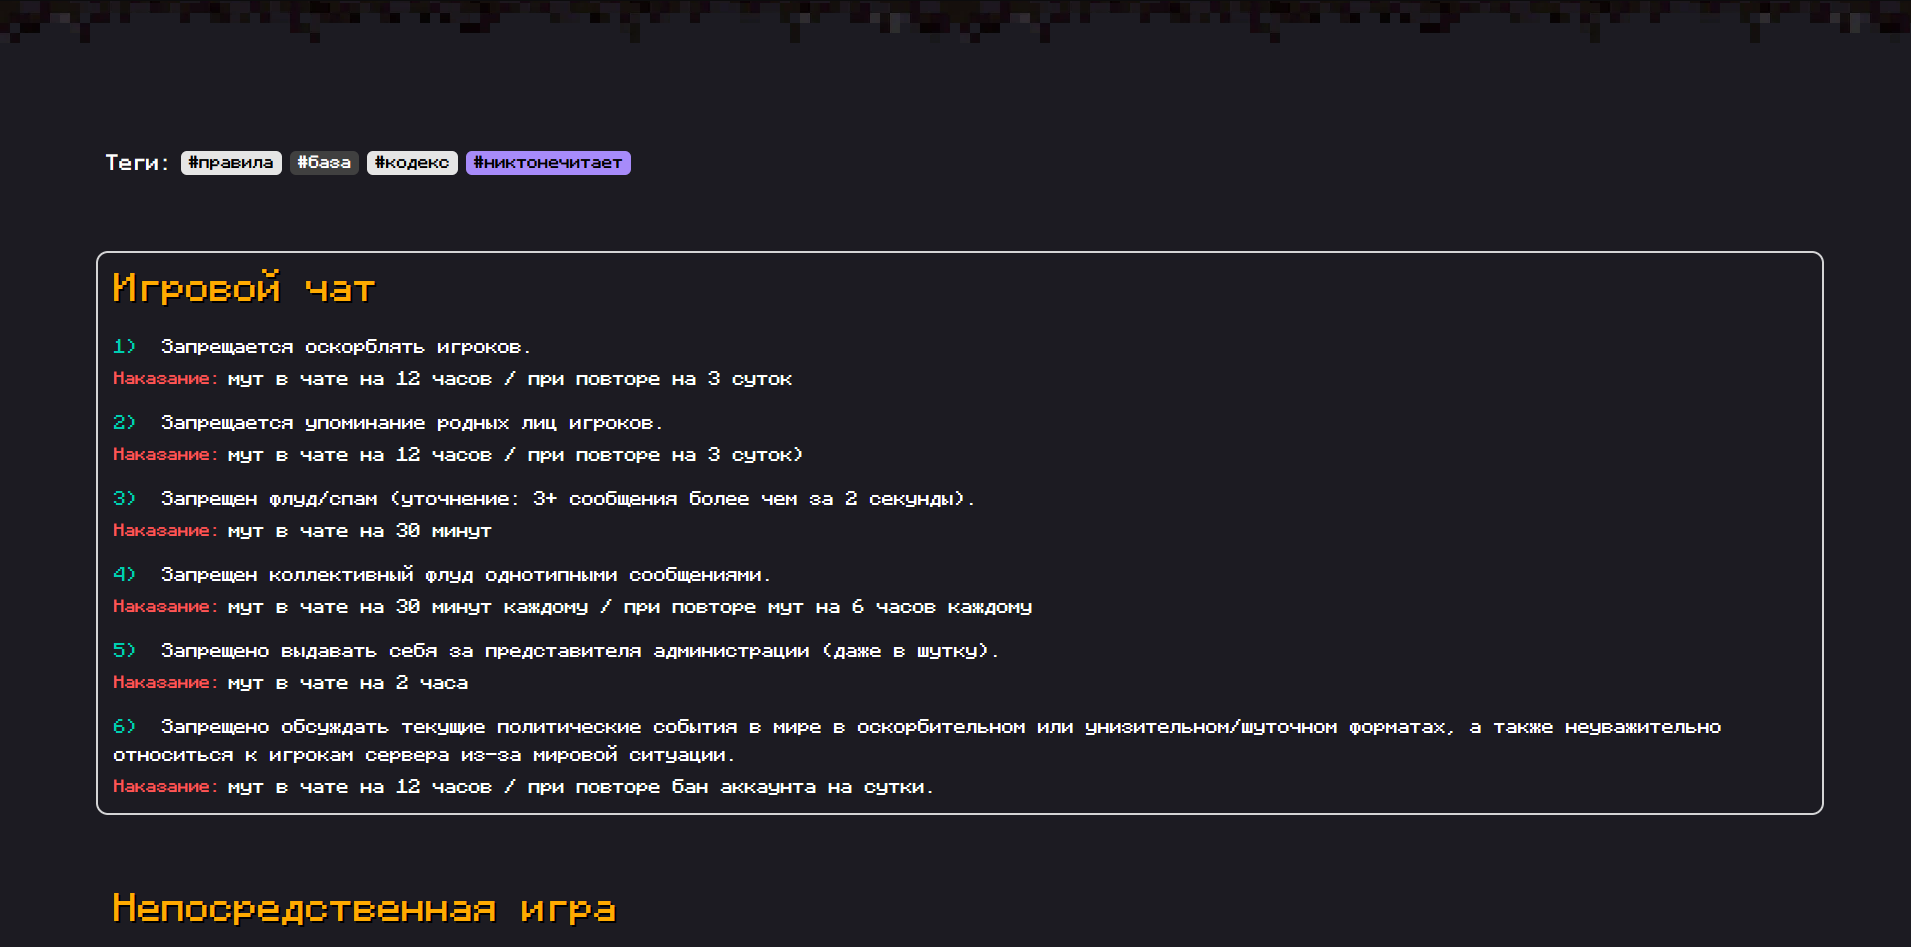 Теги: #правила #база #кодекс #никтонечитает
Игровой чат
1) Запрещается оскорблять игроков.
Наказание: мут в чате на 12 часов / при повторе на 3 суток
2) Запрещается упоминание родных лиц игроков.
Наказание: мут в чате на 12 часов / при повторе на 3 суток)
3) Запрещен флуд/спам (уточнение: 3+ сообщения более чем за 2 секунды).
Наказание: мут в чате на 30 минут
4) Запрещен коллективный флуд однотипными сообщениями.
Наказание: мут в чате на 30 минут каждому / при повторе мут на 6 часов каждому
5) Запрещено выдавать себя за представителя администрации (даже в шутку).
Наказание: мут в чате на 2 часа
6) Запрещено обсуждать текущие политические события в мире в оскорбительном или унизительном/шуточном форматах, а также неуважительно
относиться к игрокам сервера из-за мировой ситуации.
Наказание: мут в чате на 12 часов / при повторе бан аккаунта на сутки.
Непосредственная игра